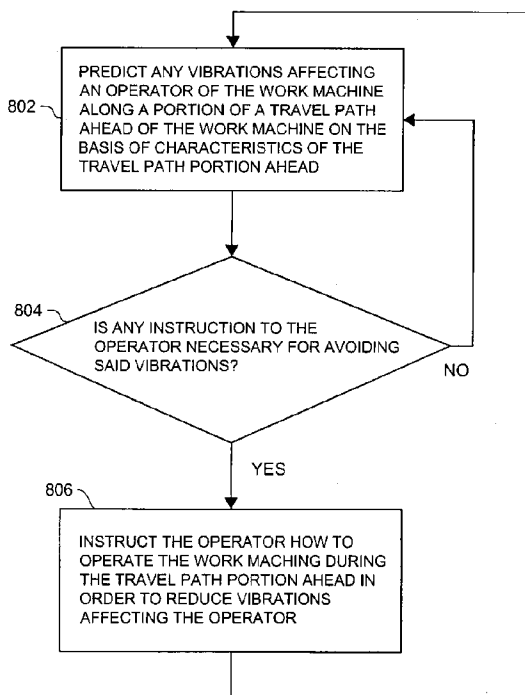 PREDICT ANY VIBRATIONS AFFECTING
AN OPERATOR OF THE WORK MACHINE
ALONG A PORTION OF A TRAVEL PATH
AHEAD OF THE WORK MACHINE ON THE
BASIS OF CHARACTERISTICS OF THE
TRAVEL PATH PORTION AHEAD
802
804
IS ANY INSTRUCTION TO THE
OPERATOR NECESSARY FOR AVOIDING
SAID VIBRATIONS?
NO
YES
806
INSTRUCT THE OPERATOR HOW TO
OPERATE THE WORK MACHING DURING
THE TRAVEL PATH PORTION AHEAD IN
ORDER TO REDUCE VIBRATIONS
AFFECTING THE OPERATOR